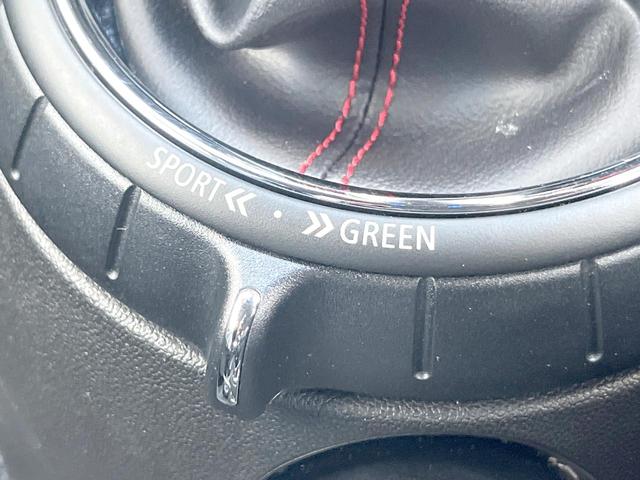 SPORT « · » GREEN